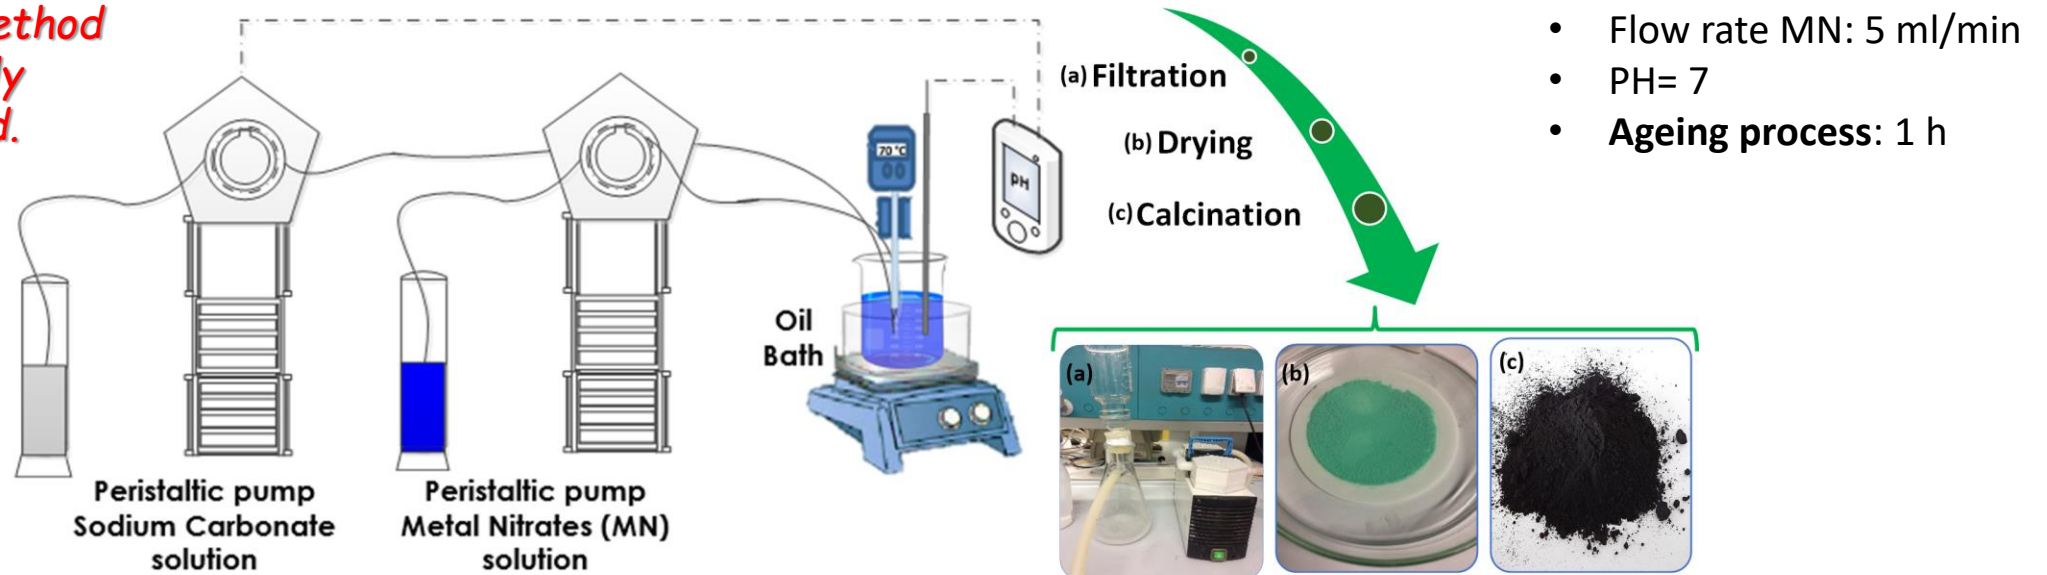 ethod
d.
(a) Filtration
(b) Drying
(c) Calcination
• Flow rate MN: 5 ml/min
• PH= 7
• Ageing process: 1 h
70 °C
pH
Oil
Bath
Peristaltic pump
Sodium Carbonate
solution
Peristaltic pump
Metal Nitrates (MN)
solution
(a)
(b)
(c)